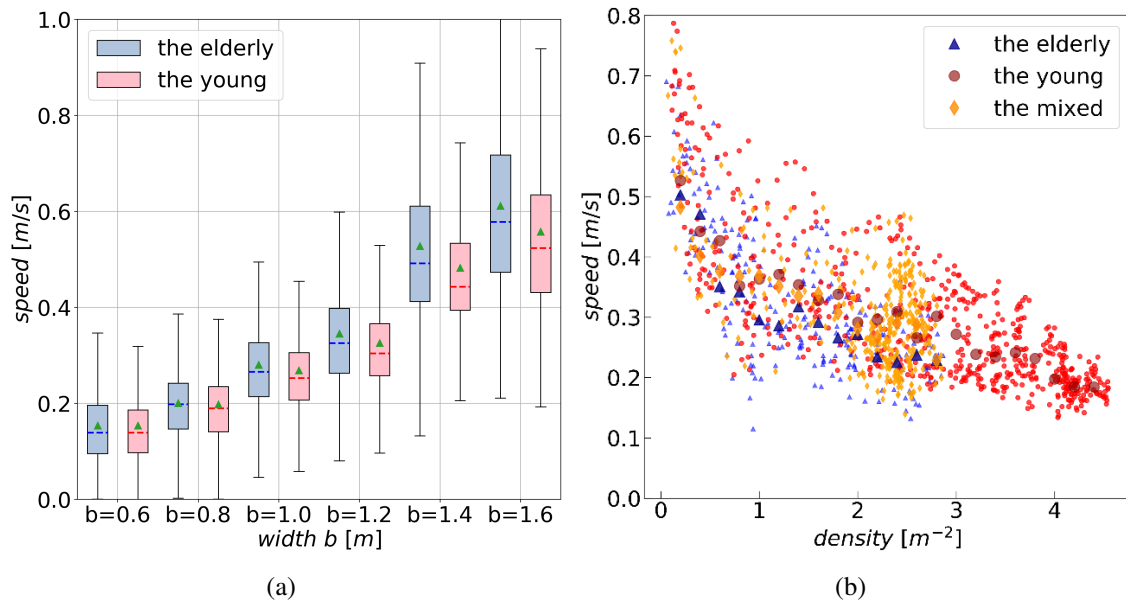 1.0
0.8
0.6
0.4
0.2
0.0
speed [m/s]
the elderly
the young
b=0.6 b=0.8 b=1.0 b=1.2 b=1.4 b=1.6
width b [m]
(a)
0.8
0.7
0.6
0.5
0.4
0.3
0.2
0.1
0.0
speed [m/s]
the elderly
the young
the mixed
0 1 2 3 4
density [m⁻²]
(b)